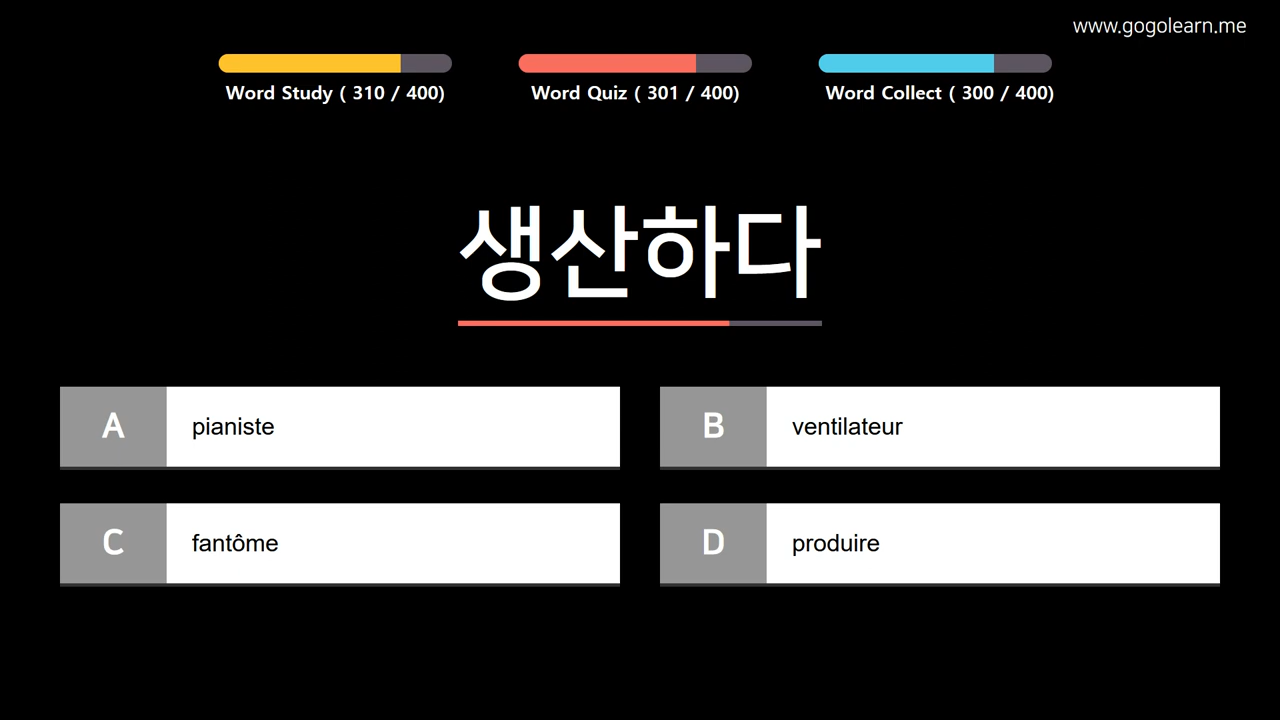 www.gogolearn.me
Word Study ( 310 / 400)
Word Quiz ( 301 / 400)
Word Collect ( 300 / 400)
생산하다
A pianiste
B ventilateur
C fantôme
D produire